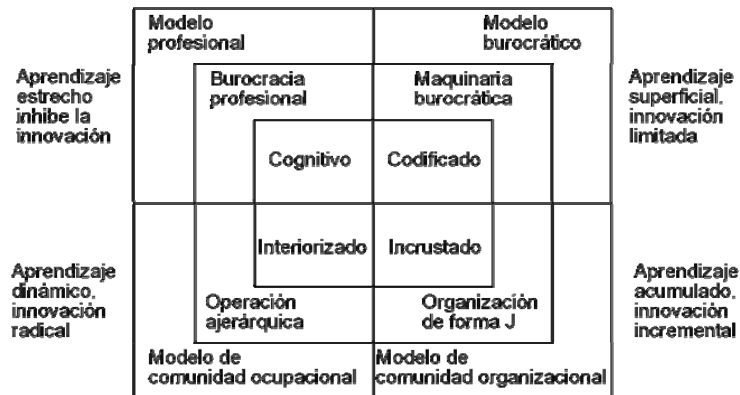 Modelo
profesional
Modelo
burocrático
Aprendizaje
estrecho
inhibe la
innovación
Burocracia
profesional
Maquinaria
burocrática
Aprendizaje
superficial,
innovación
limitada
Cognitivo
Codificado
Interiorizado
Incrustado
Aprendizaje
dinámico,
innovación
radical
Operación
ajerárquica
Organización
de forma J
Aprendizaje
acumulado,
innovación
incremental
Modelo de
comunidad ocupacional
Modelo de
comunidad organizacional